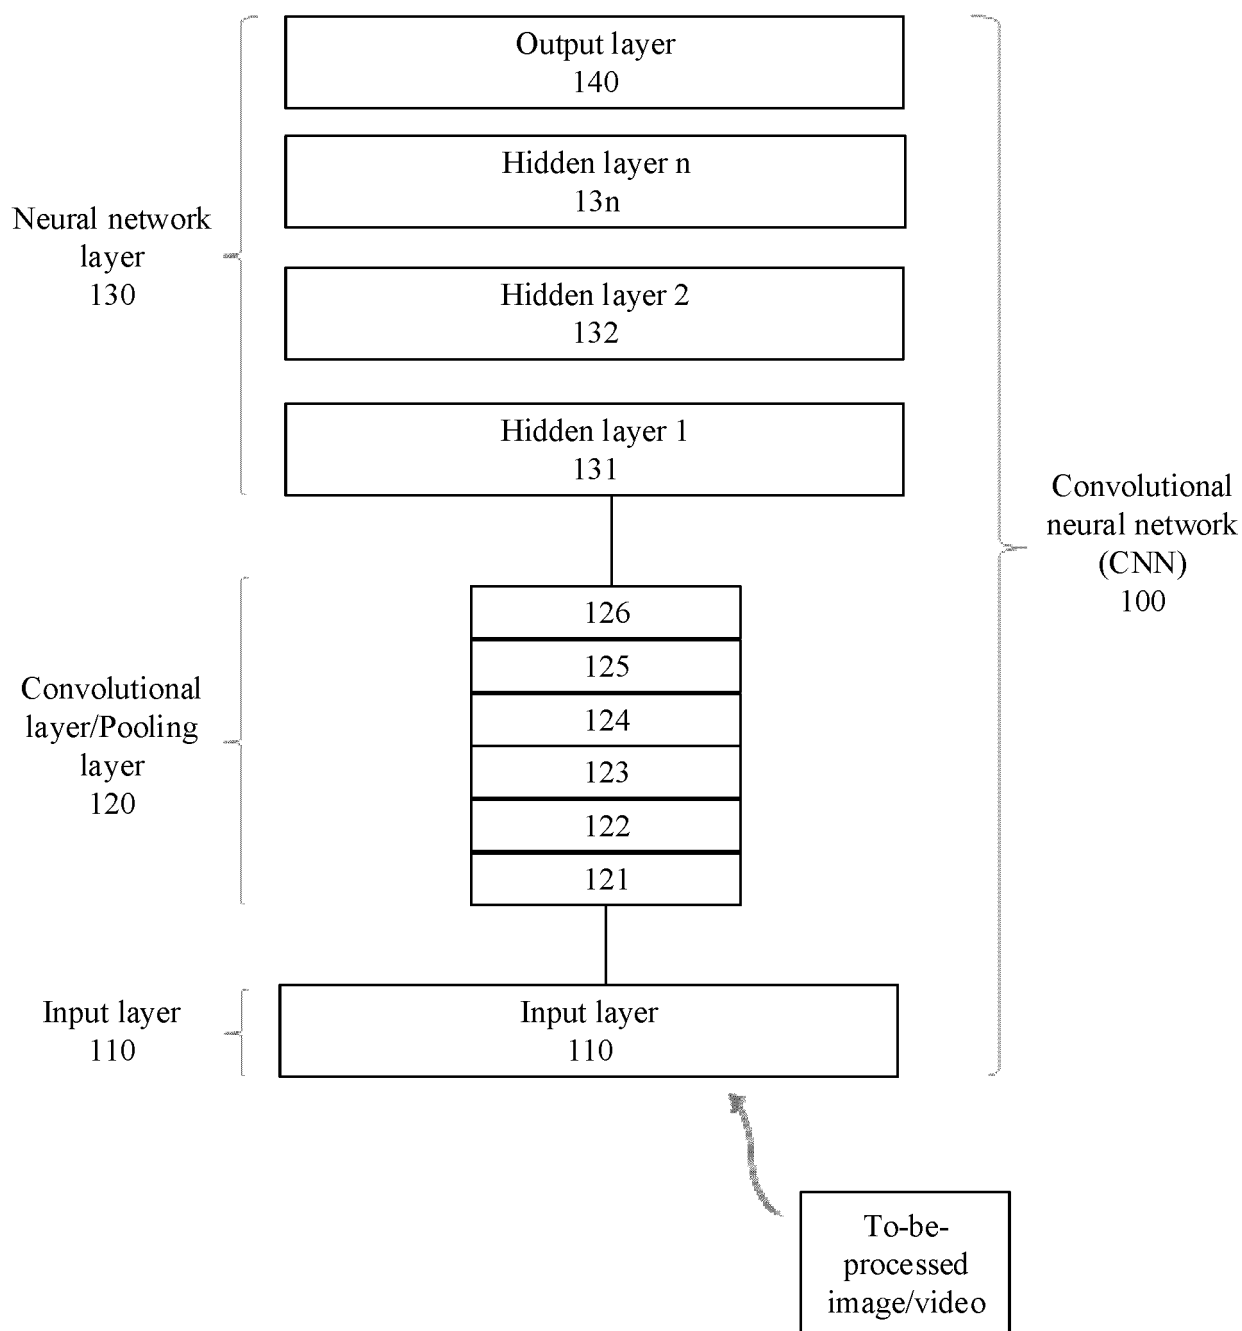 Output layer
140
Hidden layer n
13n
Neural network
layer
130
Hidden layer 2
132
Hidden layer 1
131
Convolutional
neural network
(CNN)
100
126
125
124
123
122
121
Convolutional
layer/Pooling
layer
120
Input layer
110
Input layer
110
To-be-
processed
image/video